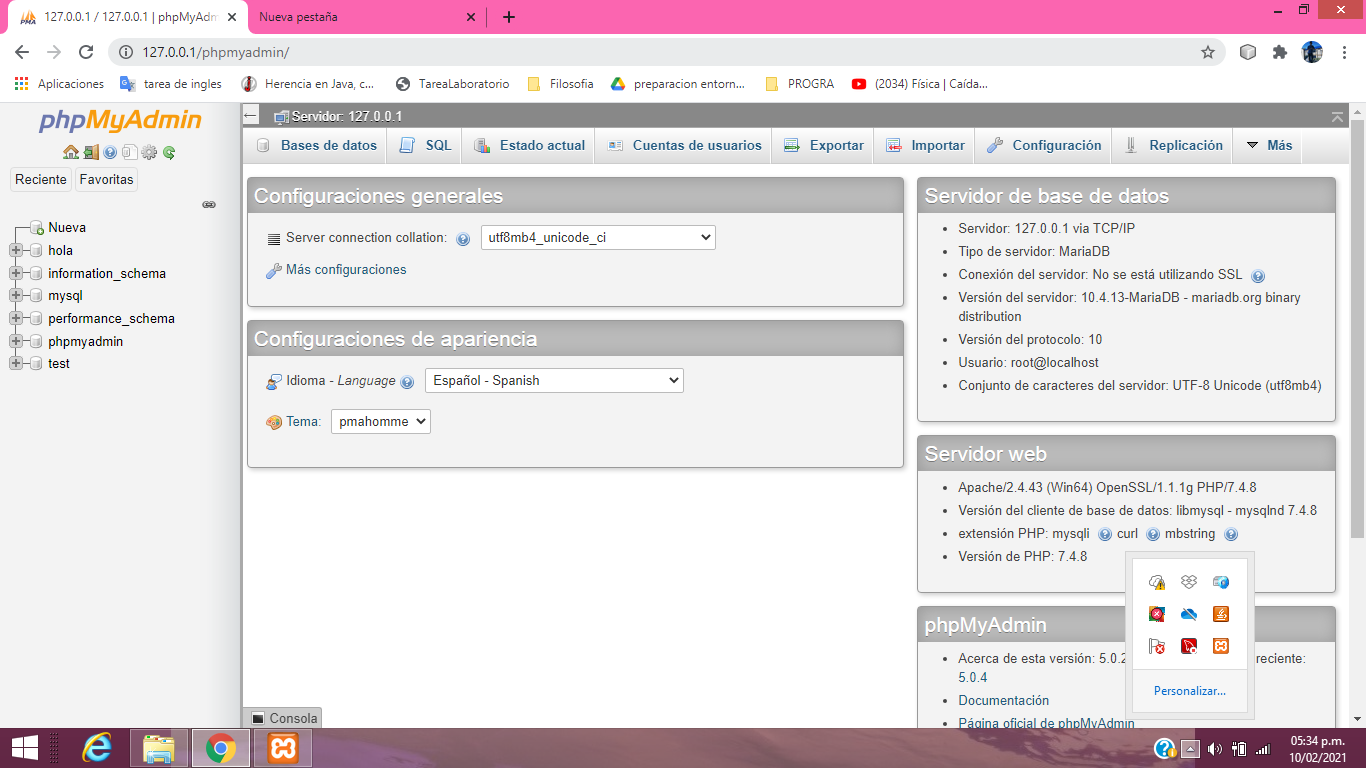 127.0.0.1 / 127.0.0.1 | phpMyAdm
Nueva pestaña
127.0.0.1/phpmyadmin/
Aplicaciones
tarea de ingles
Herencia en Java, c...
TareaLaboratorio
Filosofia
preparacion entorn...
PROGRA
(2034) Física | Caída...
phpMyAdmin
Reciente
Favoritas
Nueva
hola
information_schema
mysql
performance_schema
phpmyadmin
test
Servidor: 127.0.0.1
Bases de datos
SQL
Estado actual
Cuentas de usuarios
Exportar
Importar
Configuración
Replicación
Más
Configuraciones generales
Server connection collation:
utf8mb4_unicode_ci
Más configuraciones
Configuraciones de apariencia
Idioma - Language
Español - Spanish
Tema:
pmahomme
Servidor de base de datos
Servidor: 127.0.0.1 via TCP/IP
Tipo de servidor: MariaDB
Conexión del servidor: No se está utilizando SSL
Versión del servidor: 10.4.13-MariaDB - mariadb.org binary
distribution
Versión del protocolo: 10
Usuario: root@localhost
Conjunto de caracteres del servidor: UTF-8 Unicode (utf8mb4)
Servidor web
Apache/2.4.43 (Win64) OpenSSL/1.1.1g PHP/7.4.8
Versión del cliente de base de datos: libmysql - mysqlnd 7.4.8
extensión PHP: mysqli curl mbstring
Versión de PHP: 7.4.8
phpMyAdmin
Acerca de esta versión: 5.0.2 reciente:
5.0.4
Documentación
Página oficial de phpMyAdmin
Personalizar...
Consola
05:34 p.m.
10/02/2021